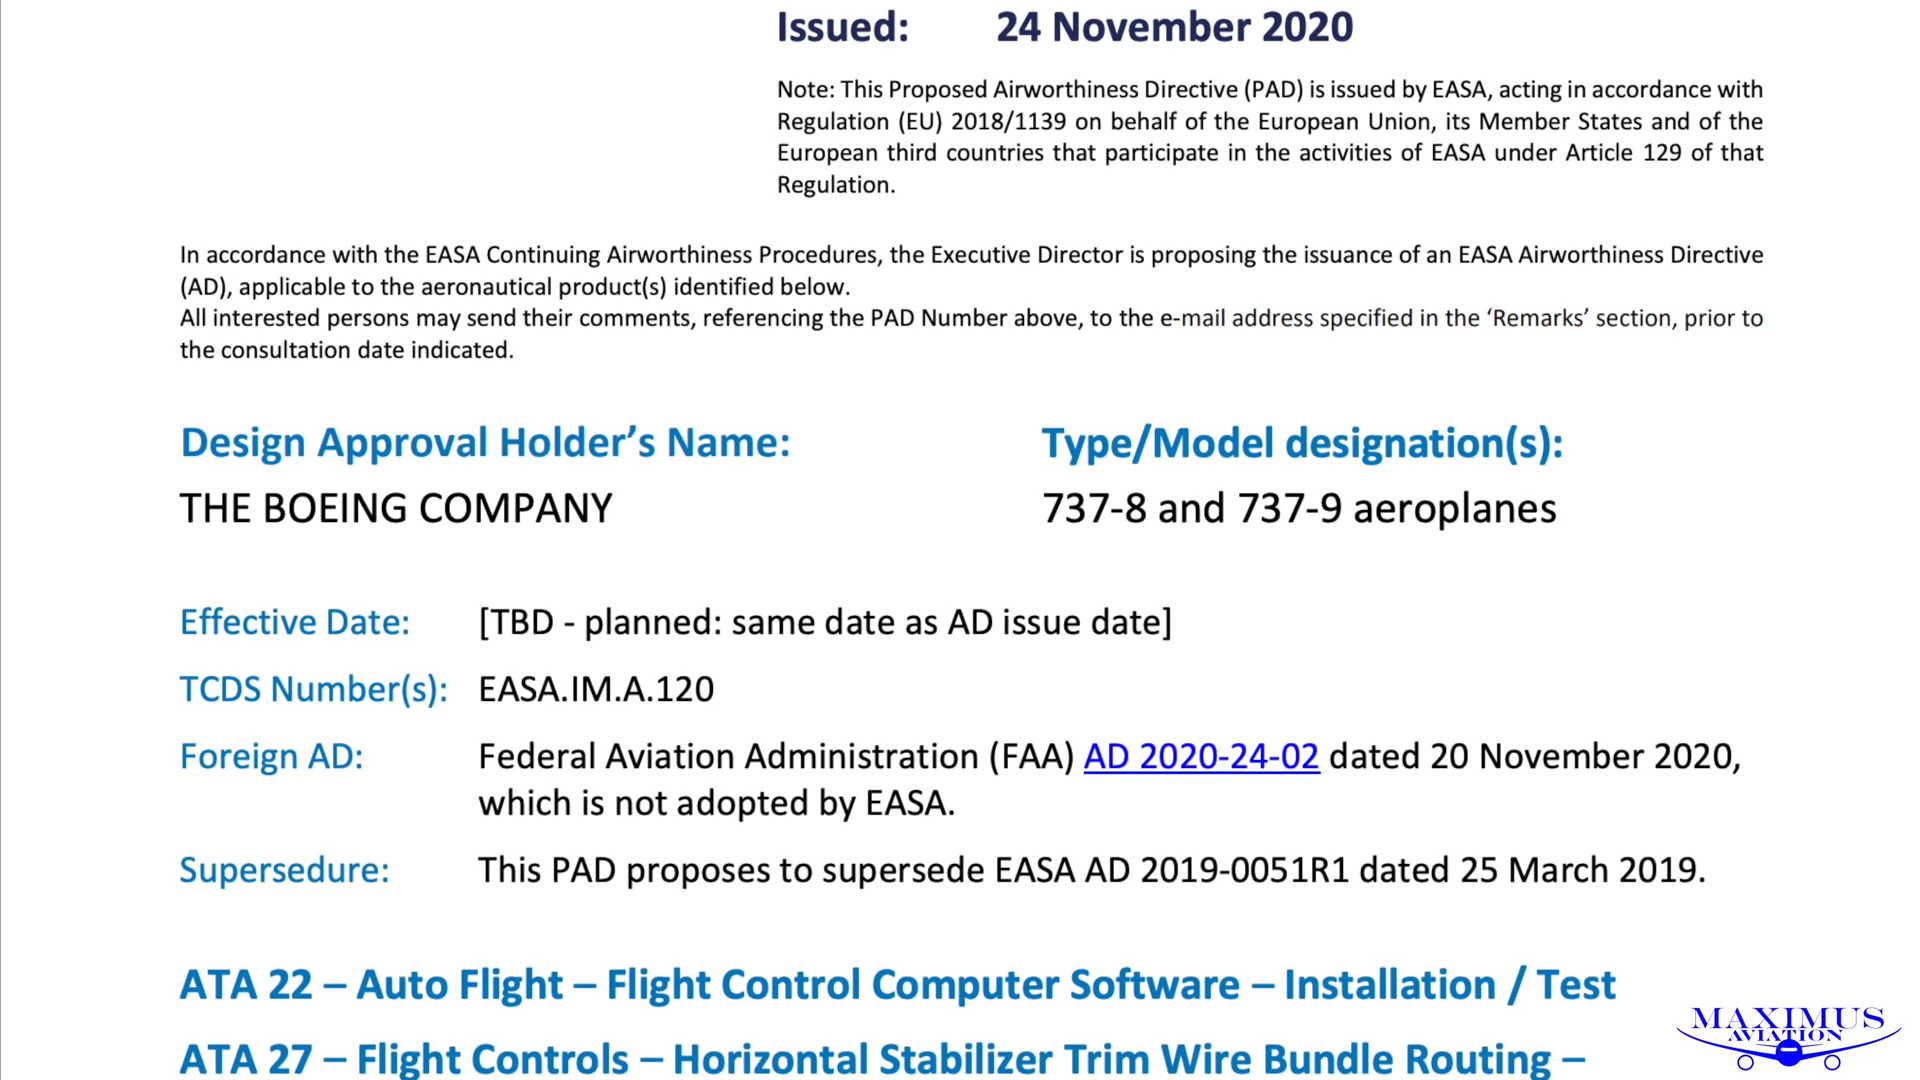 Issued: 24 November 2020
Note: This Proposed Airworthiness Directive (PAD) is issued by EASA, acting in accordance with
Regulation (EU) 2018/1139 on behalf of the European Union, its Member States and of the
European third countries that participate in the activities of EASA under Article 129 of that
Regulation.
In accordance with the EASA Continuing Airworthiness Procedures, the Executive Director is proposing the issuance of an EASA Airworthiness Directive
(AD), applicable to the aeronautical product(s) identified below.
All interested persons may send their comments, referencing the PAD Number above, to the e-mail address specified in the ‘Remarks’ section, prior to
the consultation date indicated.
Design Approval Holder’s Name: Type/Model designation(s):
THE BOEING COMPANY 737-8 and 737-9 aeroplanes
Effective Date: [TBD - planned: same date as AD issue date]
TCDS Number(s): EASA.IM.A.120
Foreign AD: Federal Aviation Administration (FAA) AD 2020-24-02 dated 20 November 2020,
which is not adopted by EASA.
Supersedure: This PAD proposes to supersede EASA AD 2019-0051R1 dated 25 March 2019.
ATA 22 – Auto Flight – Flight Control Computer Software – Installation / Test
ATA 27 – Flight Controls – Horizontal Stabilizer Trim Wire Bundle Routing –
MAXIMUS
AVIATION